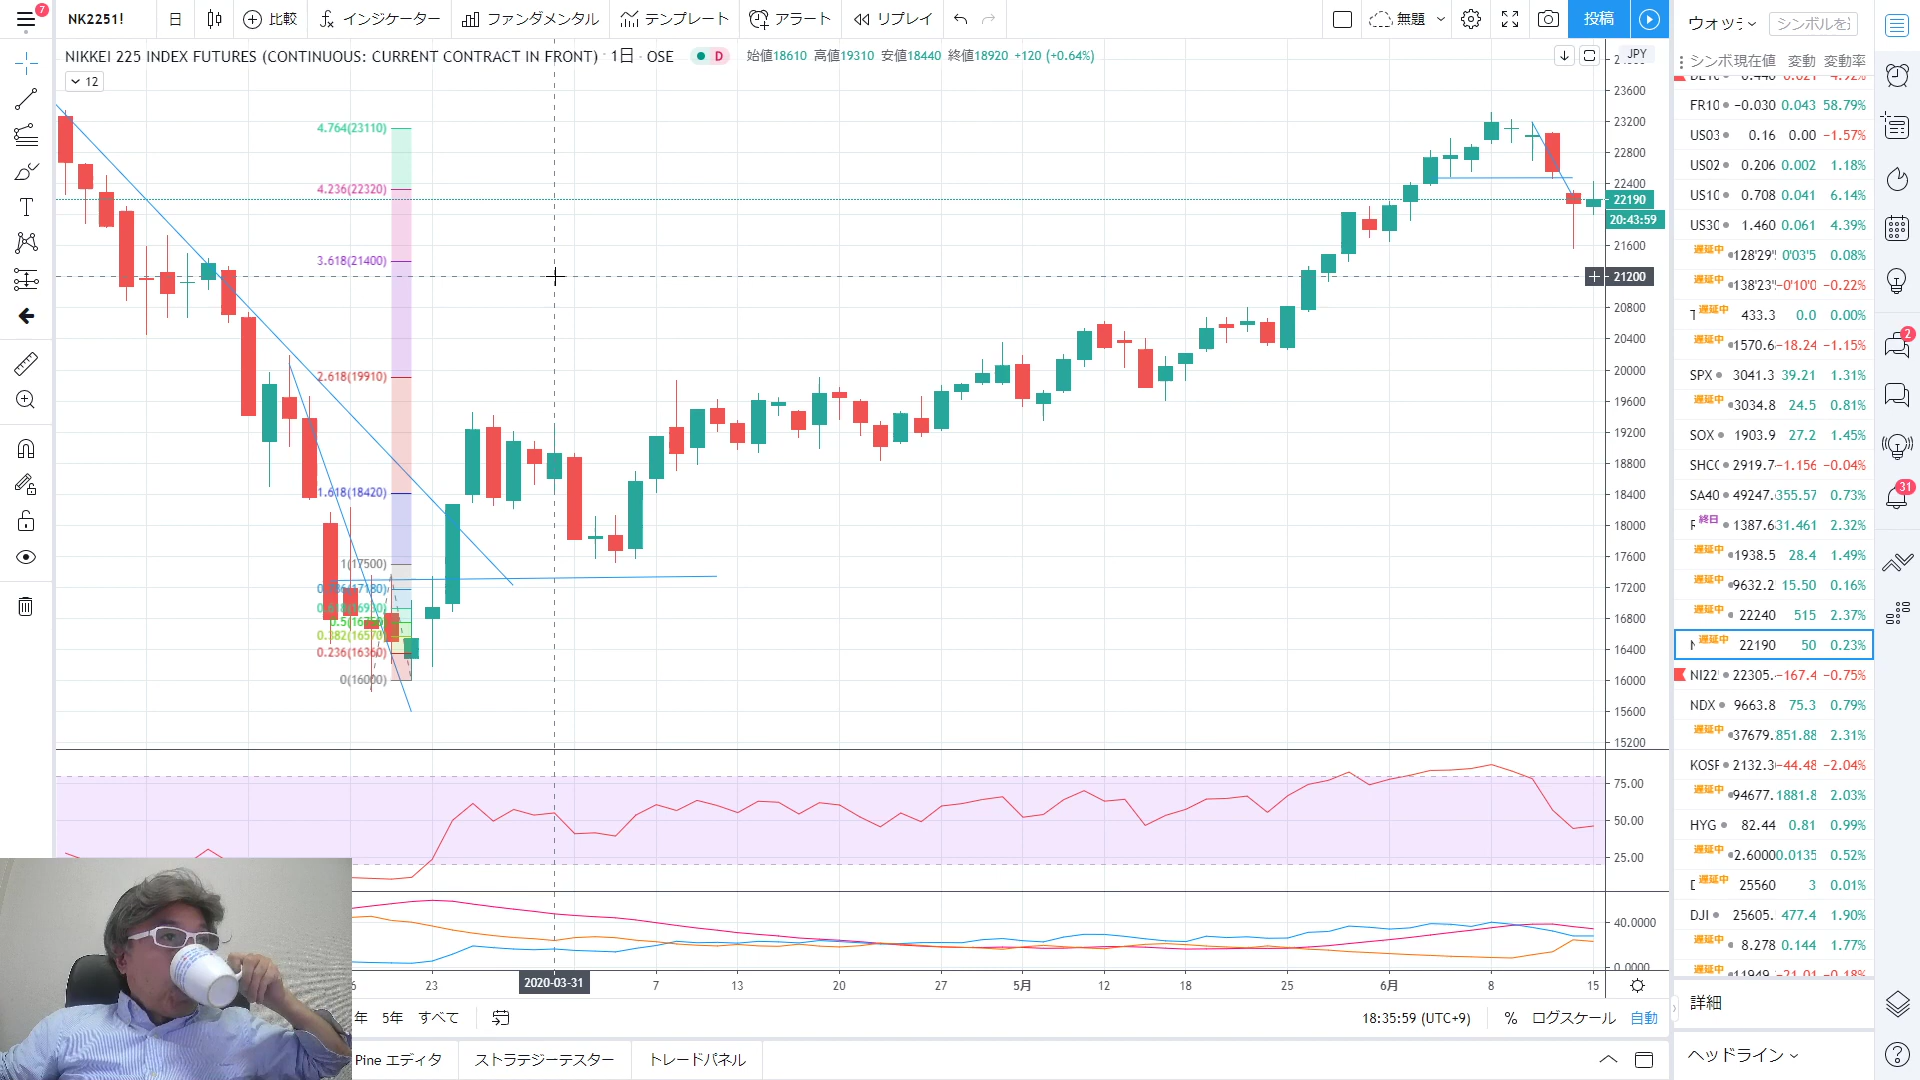 7
NK2251!
日
比較
インジケーター
ファンダメンタル
テンプレート
アラート
リプレイ
無題
投稿
NIKKEI 225 INDEX FUTURES (CONTINUOUS: CURRENT CONTRACT IN FRONT) · 1日 · OSE
D
始値18610 高値19310 安値18440 終値18920 +120 (+0.64%)
12
JPY
23600
23200
22800
22400
22190
20:43:59
21600
21200
20800
20400
20000
19600
19200
18800
18400
18000
17600
17200
16800
16400
16000
15600
15200
4.764(23110)
4.236(22320)
3.618(21400)
2.618(19910)
1.618(18420)
1(17500)
0.382(16570)
0.236(16360)
0(16000)
75.00
50.00
25.00
40.0000
0.0000
23
2020-03-31
7
13
20
27
5月
12
18
25
6月
8
15
年 5年 すべて
18:35:59 (UTC+9)
% ログスケール 自動
Pine エディタ
ストラテジーテスター
トレードパネル
シンボル 現在値 変動 変動率
FR10 −0.030 0.043 58.79%
US03 0.16 0.00 −1.57%
US02 0.206 0.002 1.18%
US10 0.708 0.041 6.14%
US30 1.460 0.061 4.39%
遅延中 128'29" 0'03'5 0.08%
遅延中 138'23" −0'10'0 −0.22%
T 遅延中 433.3 0.0 0.00%
遅延中 1570.6 −18.24 −1.15%
SPX 3041.3 39.21 1.31%
遅延中 3034.8 24.5 0.81%
SOX 1903.9 27.2 1.45%
SHCC 2919.7 −1.156 −0.04%
SA40 49247. 355.57 0.73%
終日 1387.6 31.461 2.32%
遅延中 1938.5 28.4 1.49%
遅延中 9632.2 15.50 0.16%
遅延中 22240 515 2.37%
遅延中 22190 50 0.23%
NI22 22305. −167.4 −0.75%
NDX 9663.8 75.3 0.79%
遅延中 37679. 851.88 2.31%
KOSF 2132.3 −44.48 −2.04%
遅延中 94677. 1881.8 2.03%
HYG 82.44 0.81 0.99%
遅延中 2.6000 0.0135 0.52%
遅延中 25560 3 0.01%
DJI 25605. 477.4 1.90%
遅延中 8.278 0.144 1.77%
遅延中 11949 −21.01 −0.18%
詳細
ヘッドライン
2
31